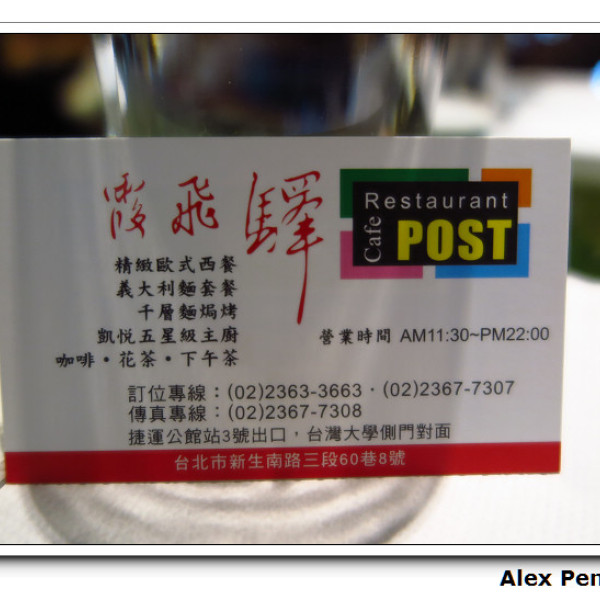 霞飛驛
Restaurant
Cafe
POST
精緻歐式西餐
義大利麵套餐
千層麵焗烤
凱悅五星級主廚
咖啡・花茶・下午茶
營業時間 AM11:30~PM22:00
訂位專線：(02)2363-3663・(02)2367-7307
傳真專線：(02)2367-7308
捷運公館站3號出口，台灣大學側門對面
台北市新生南路三段60巷8號
Alex Pen